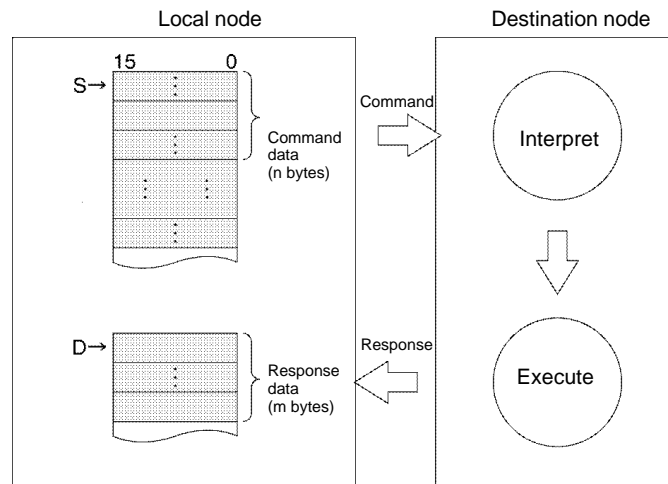 Local node
Destination node
15 0
S→
Command
data
(n bytes)
Command
Interpret
D→
Response
data
(m bytes)
Response
Execute